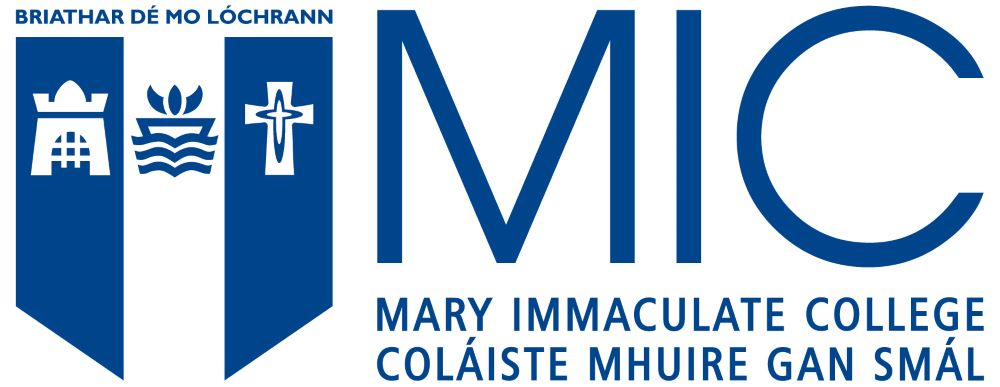 BRIATHAR DÉ MO LÓCHRANN
MIC
MARY IMMACULATE COLLEGE
COLÁISTE MHUIRE GAN SMÁL